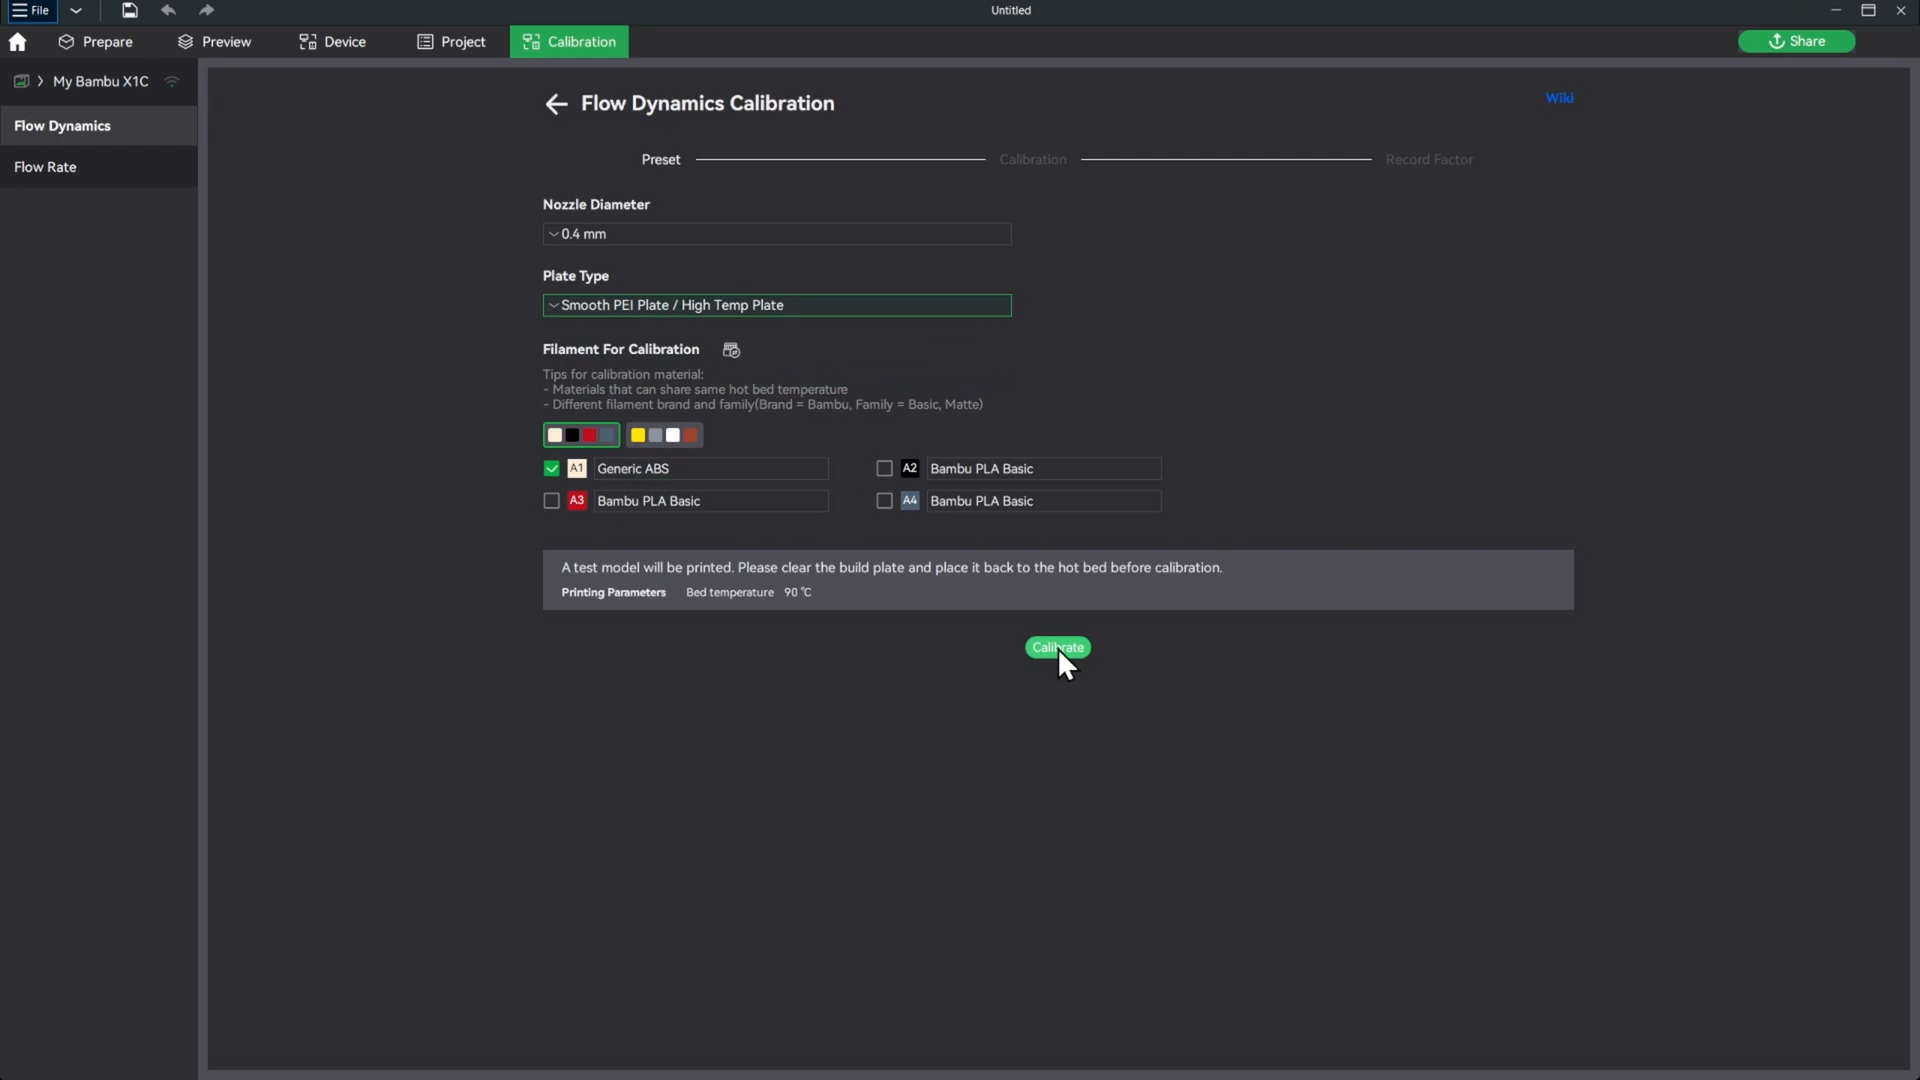 File
Untitled
Prepare
Preview
Device
Project
Calibration
Share
My Bambu X1C
Flow Dynamics
Flow Rate
Flow Dynamics Calibration
Wiki
Preset
Calibration
Record Factor
Nozzle Diameter
0.4 mm
Plate Type
Smooth PEI Plate / High Temp Plate
Filament For Calibration
Tips for calibration material:
- Materials that can share same hot bed temperature
- Different filament brand and family(Brand = Bambu, Family = Basic, Matte)
A1 Generic ABS
A2 Bambu PLA Basic
A3 Bambu PLA Basic
A4 Bambu PLA Basic
A test model will be printed. Please clear the build plate and place it back to the hot bed before calibration.
Printing Parameters Bed temperature 90 ℃
Calibrate